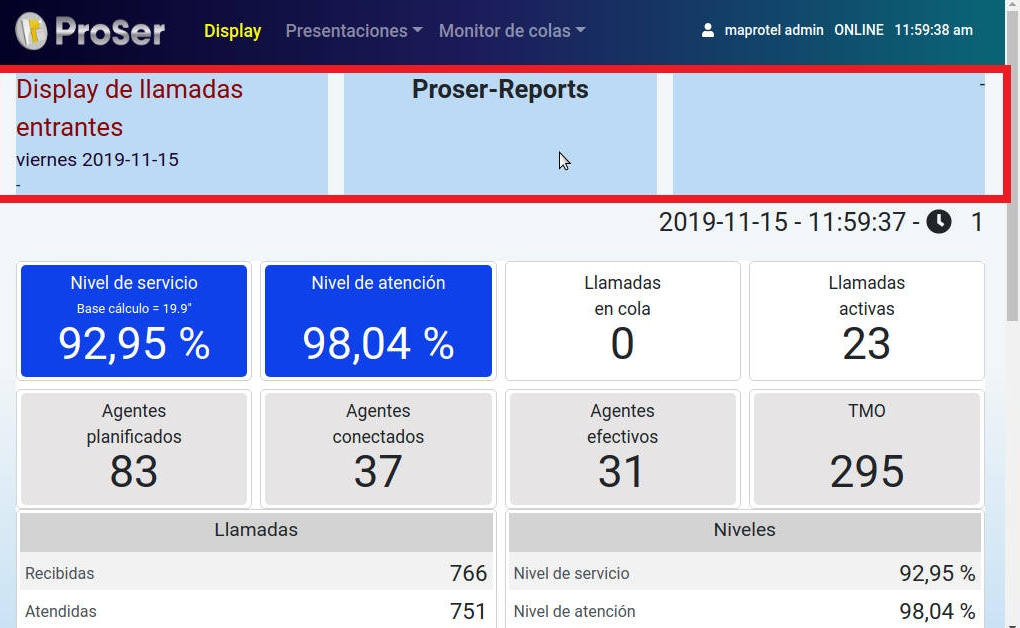 ProSer Display Presentaciones Monitor de colas maprotel admin ONLINE 11:59:38 am
Display de llamadas
entrantes
viernes 2019-11-15
-
Proser-Reports
-
2019-11-15 - 11:59:37 - 1
Nivel de servicio
Base cálculo = 19.9"
92,95 %
Nivel de atención
98,04 %
Llamadas
en cola
0
Llamadas
activas
23
Agentes
planificados
83
Agentes
conectados
37
Agentes
efectivos
31
TMO
295
Llamadas
Recibidas 766
Atendidas 751
Niveles
Nivel de servicio 92,95 %
Nivel de atención 98,04 %